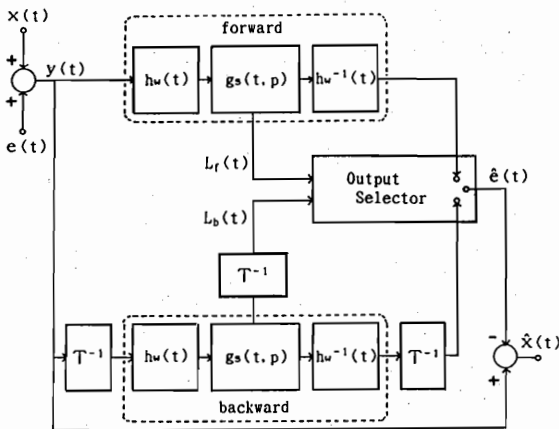 x(t)
forward
+
y(t)
hw(t)
gs(t,p)
hw⁻¹(t)
+
e(t)
Lf(t)
Output
Selector
ê(t)
Lb(t)
T⁻¹
-
x̂(t)
T⁻¹
hw(t)
gs(t,p)
hw⁻¹(t)
T⁻¹
+
backward